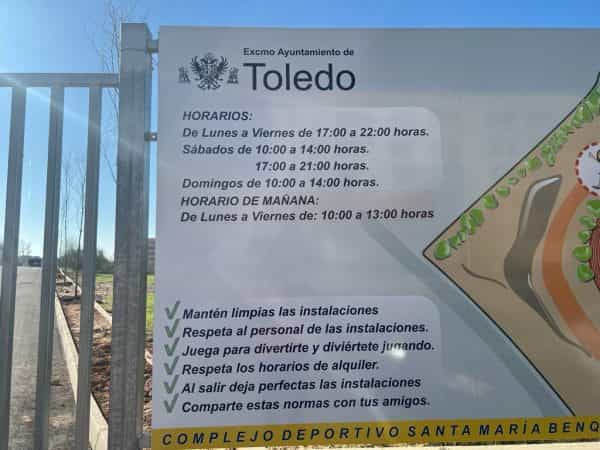 Excmo Ayuntamiento de
Toledo
HORARIOS:
De Lunes a Viernes de 17:00 a 22:00 horas.
Sábados de 10:00 a 14:00 horas.
17:00 a 21:00 horas.
Domingos de 10:00 a 14:00 horas.
HORARIO DE MAÑANA:
De Lunes a Viernes de: 10:00 a 13:00 horas
Mantén limpias las instalaciones
Respeta al personal de las instalaciones.
Juega para divertirte y diviértete jugando.
Respeta los horarios de alquiler.
Al salir deja perfectas las instalaciones
Comparte estas normas con tus amigos.
COMPLEJO DEPORTIVO SANTA MARÍA BENQ